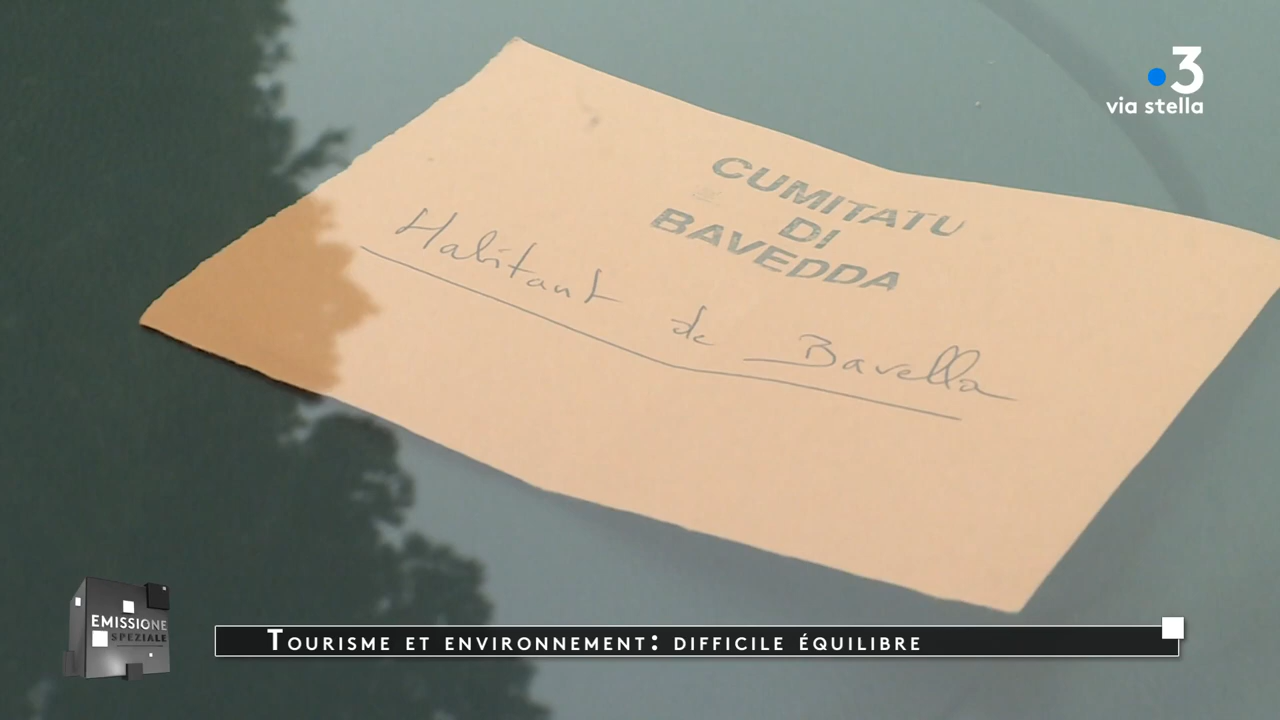 3
via stella
CUMITATU
DI
BAVEDDA
Habitant de Bavella
EMISSIONE
SPEZIALE
TOURISME ET ENVIRONNEMENT: DIFFICILE ÉQUILIBRE